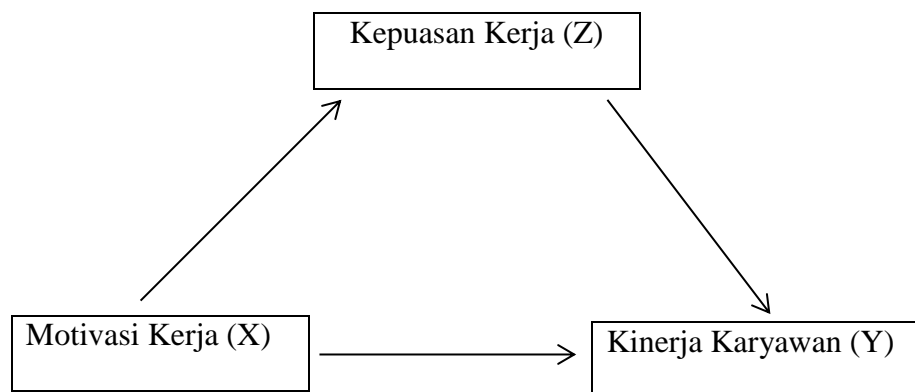 Kepuasan Kerja (Z)
Motivasi Kerja (X)
Kinerja Karyawan (Y)